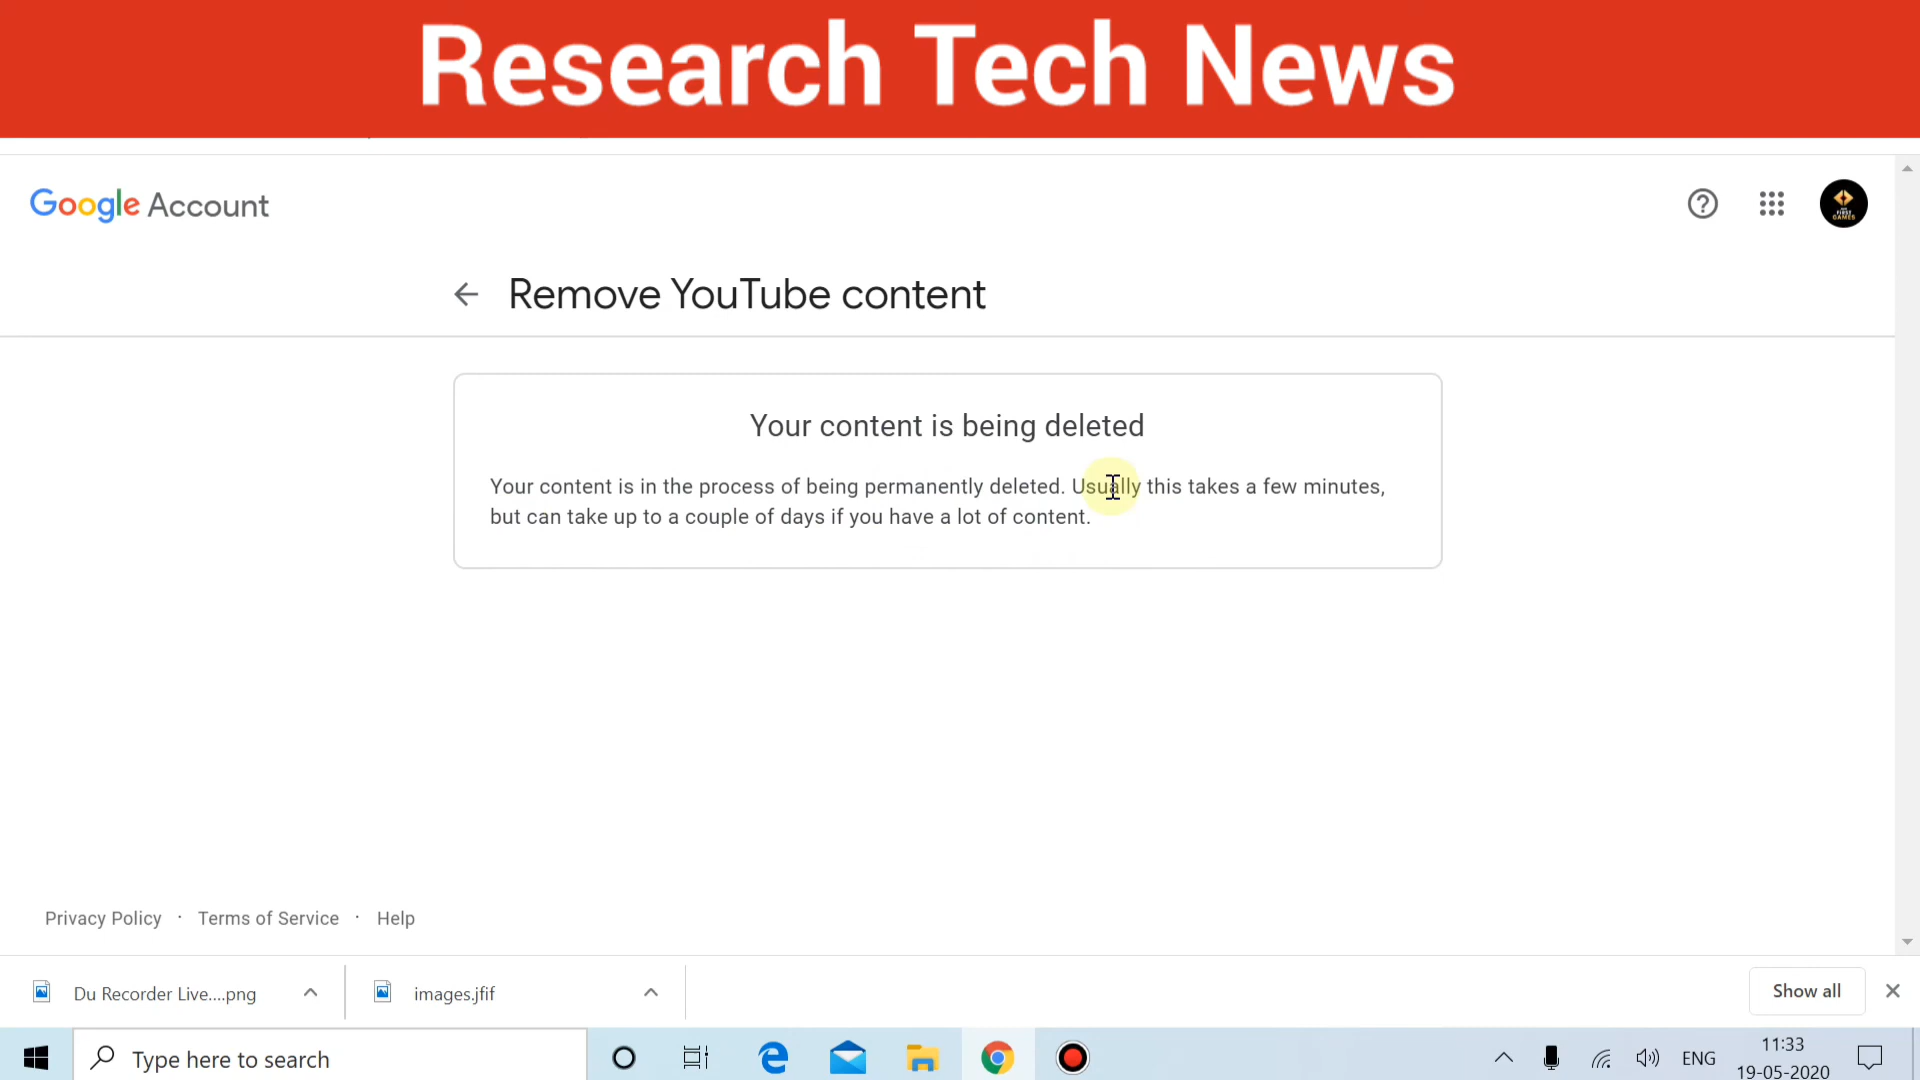 Research Tech News
Google Account
FIRST
GAMES
Remove YouTube content
Your content is being deleted
Your content is in the process of being permanently deleted. Usually this takes a few minutes,
but can take up to a couple of days if you have a lot of content.
Privacy Policy · Terms of Service · Help
Du Recorder Live....png
images.jfif
Show all
Type here to search
ENG
11:33
19-05-2020